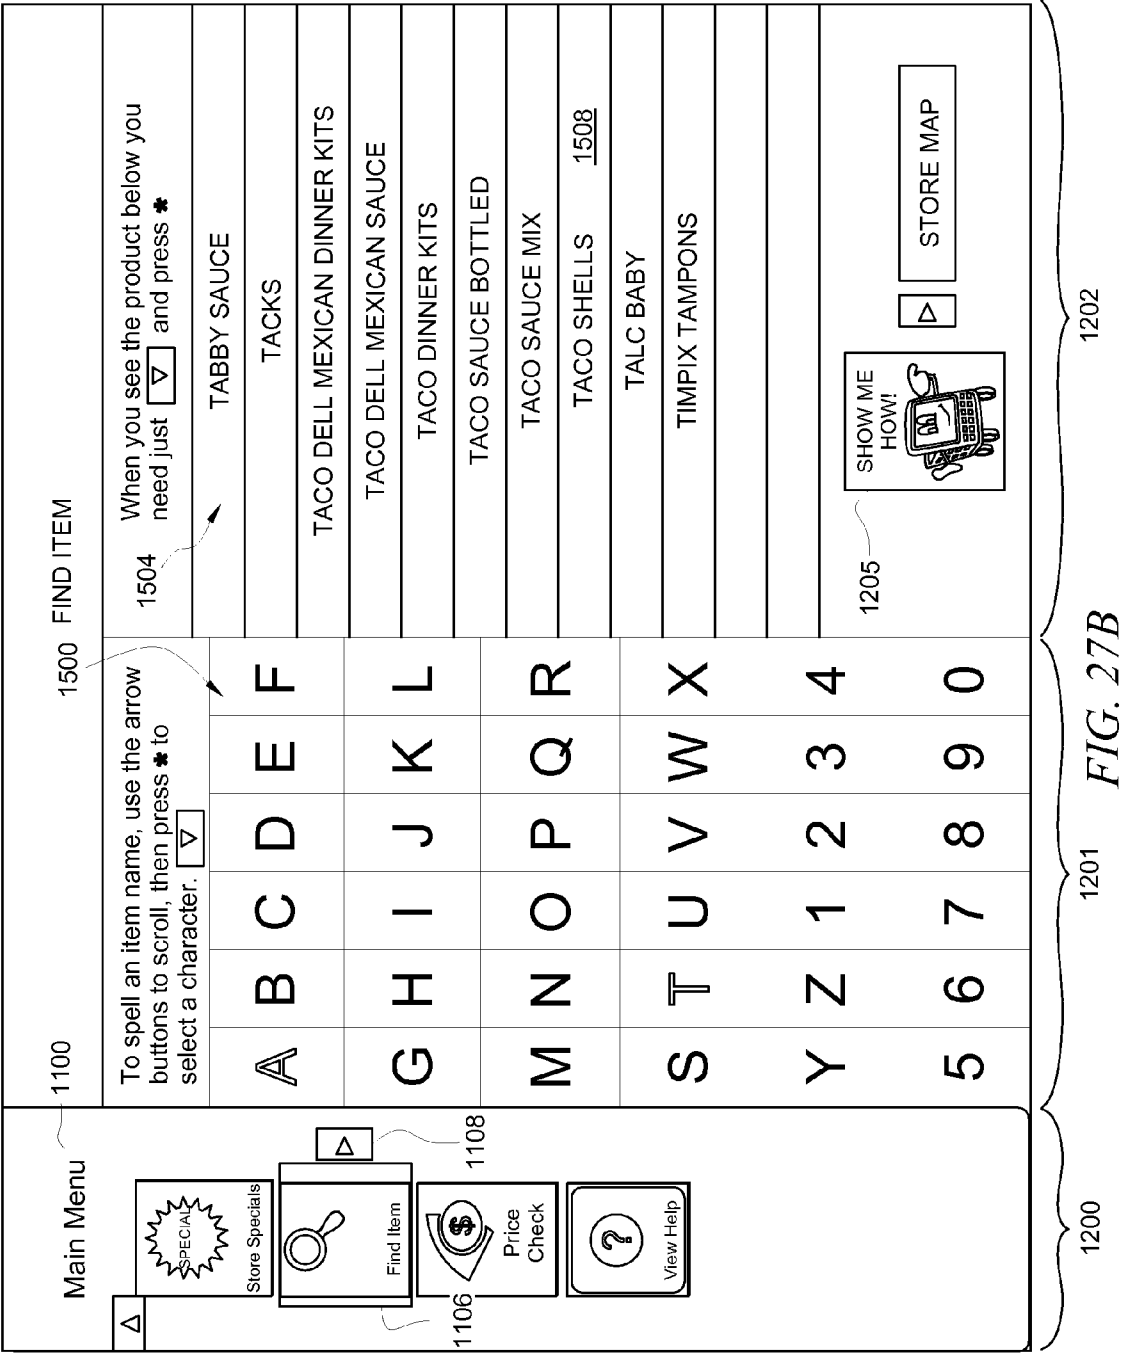 1100
Main Menu
SPECIAL
Store Specials
Find Item
1108
1106
$
Price
Check
?
View Help
1200
1500 FIND ITEM
To spell an item name, use the arrow
buttons to scroll, then press ✱ to
select a character.
A B C D E F
G H I J K L
M N O P Q R
S T U V W X
Y Z 1 2 3 4
5 6 7 8 9 0
1201
1504
When you see the product below you
need just and press ✱
TABBY SAUCE
TACKS
TACO DELL MEXICAN DINNER KITS
TACO DELL MEXICAN SAUCE
TACO DINNER KITS
TACO SAUCE BOTTLED
TACO SAUCE MIX
TACO SHELLS 1508
TALC BABY
TIMPIX TAMPONS
1205
SHOW ME
HOW!
STORE MAP
1202
FIG. 27B